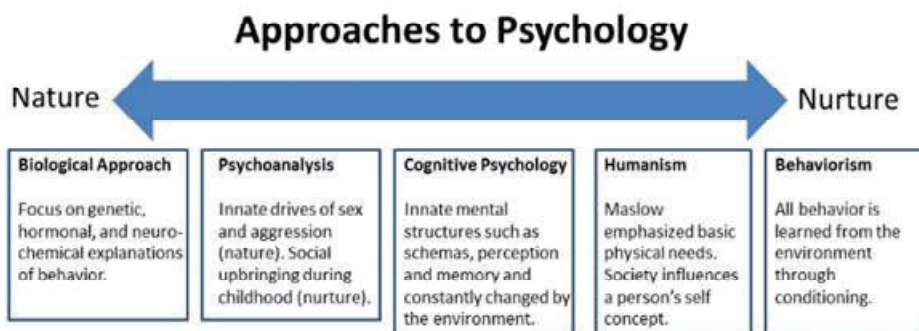 Approaches to Psychology
Nature
Nurture
Biological Approach
Focus on genetic,
hormonal, and neuro-
chemical explanations
of behavior.
Psychoanalysis
Innate drives of sex
and aggression
(nature). Social
upbringing during
childhood (nurture).
Cognitive Psychology
Innate mental
structures such as
schemas, perception
and memory and
constantly changed by
the environment.
Humanism
Maslow
emphasized basic
physical needs.
Society influences
a person's self
concept.
Behaviorism
All behavior is
learned from the
environment
through
conditioning.